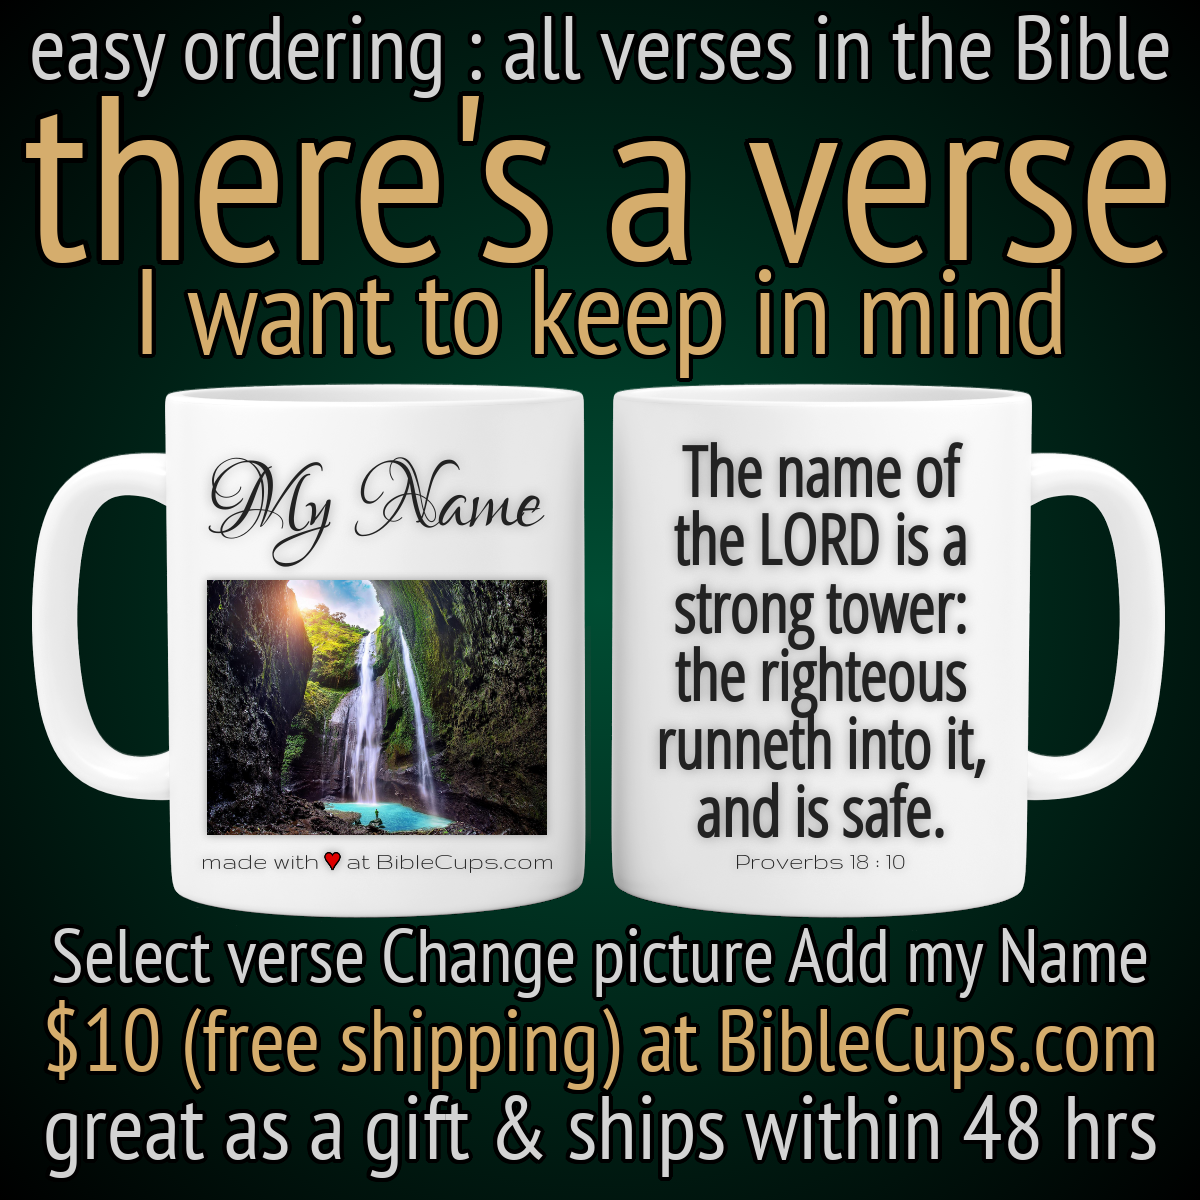 easy ordering : all verses in the Bible
there's a verse
I want to keep in mind
My Name
made with ♥ at BibleCups.com
The name of
the LORD is a
strong tower:
the righteous
runneth into it,
and is safe.
Proverbs 18 : 10
Select verse Change picture Add my Name
$10 (free shipping) at BibleCups.com
great as a gift & ships within 48 hrs